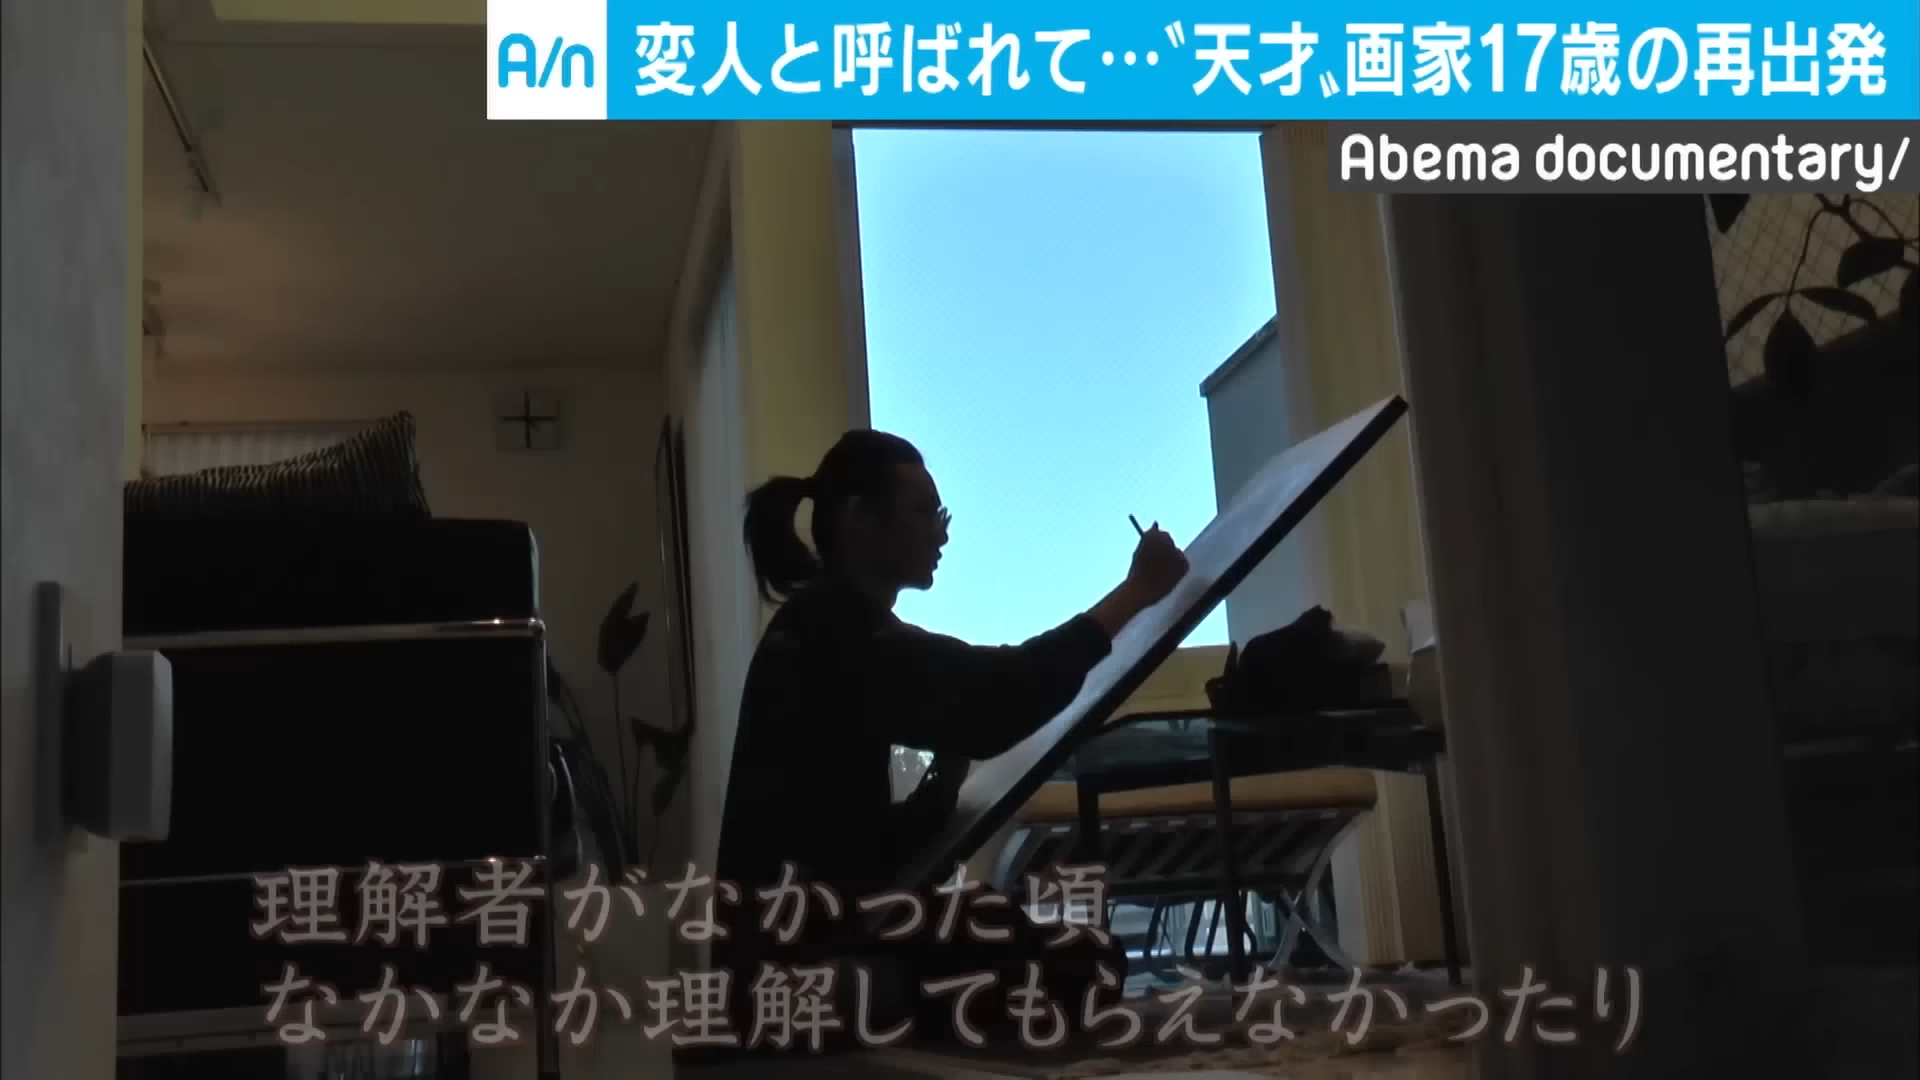 A/n
変人と呼ばれて…〝天才〟画家17歳の再出発
Abema documentary/
理解者がなかった頃
なかなか理解してもらえなかったり